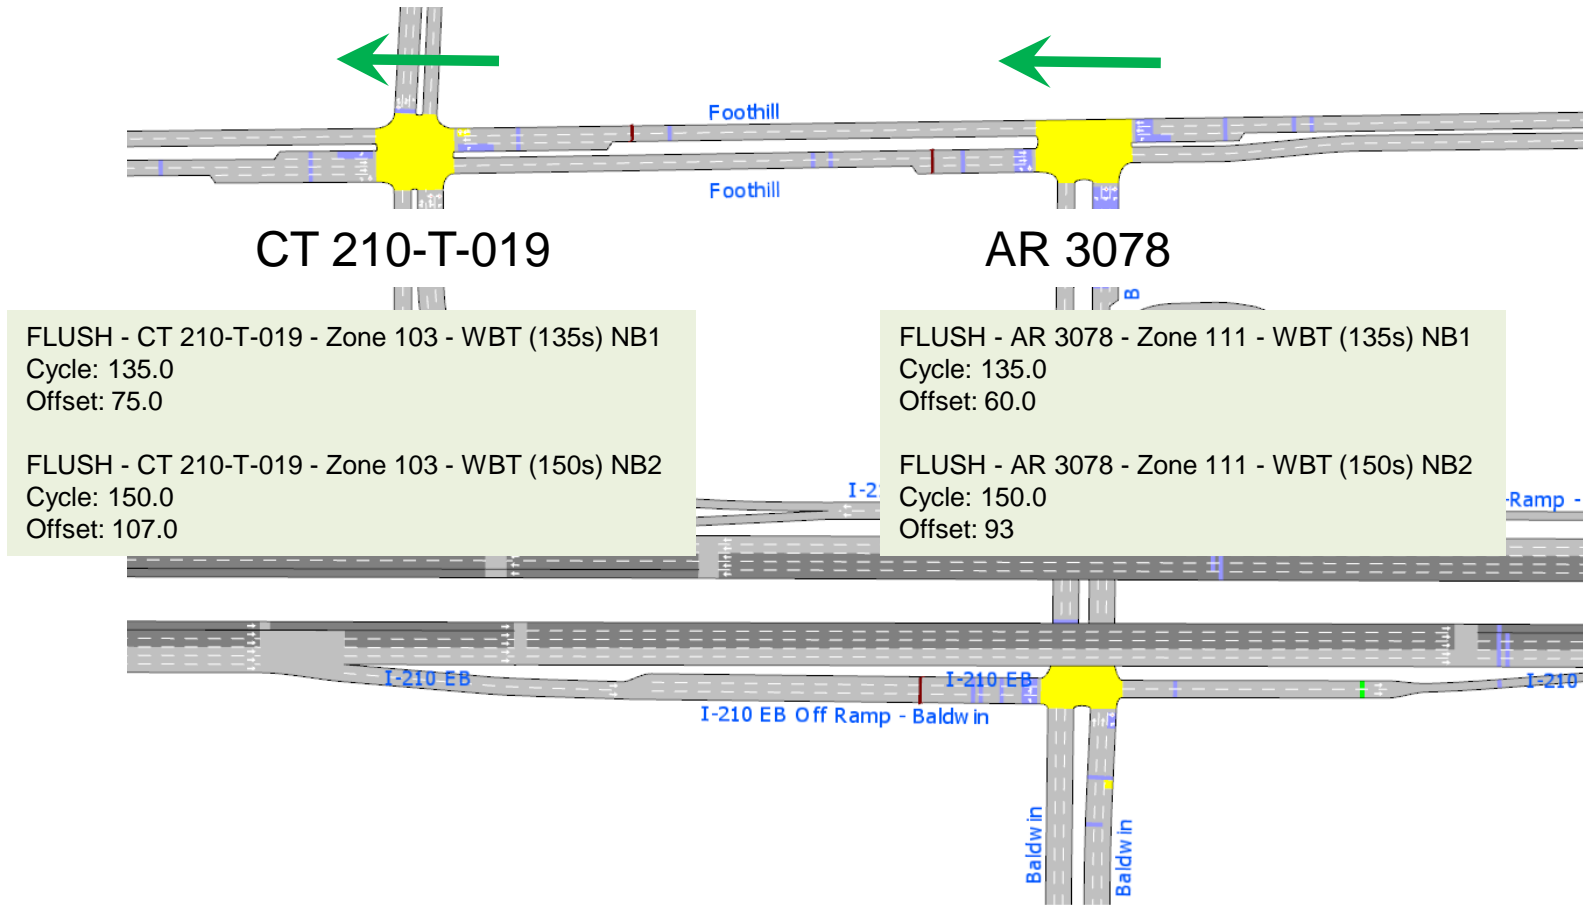 Foothill
Foothill
CT 210-T-019
AR 3078
B
FLUSH - CT 210-T-019 - Zone 103 - WBT (135s) NB1
Cycle: 135.0
Offset: 75.0
FLUSH - CT 210-T-019 - Zone 103 - WBT (150s) NB2
Cycle: 150.0
Offset: 107.0
FLUSH - AR 3078 - Zone 111 - WBT (135s) NB1
Cycle: 135.0
Offset: 60.0
FLUSH - AR 3078 - Zone 111 - WBT (150s) NB2
Cycle: 150.0
Offset: 93
I-2
-Ramp -
I-210 EB
I-210 EB
I-210
I-210 EB Off Ramp - Baldwin
Baldwin
Baldwin